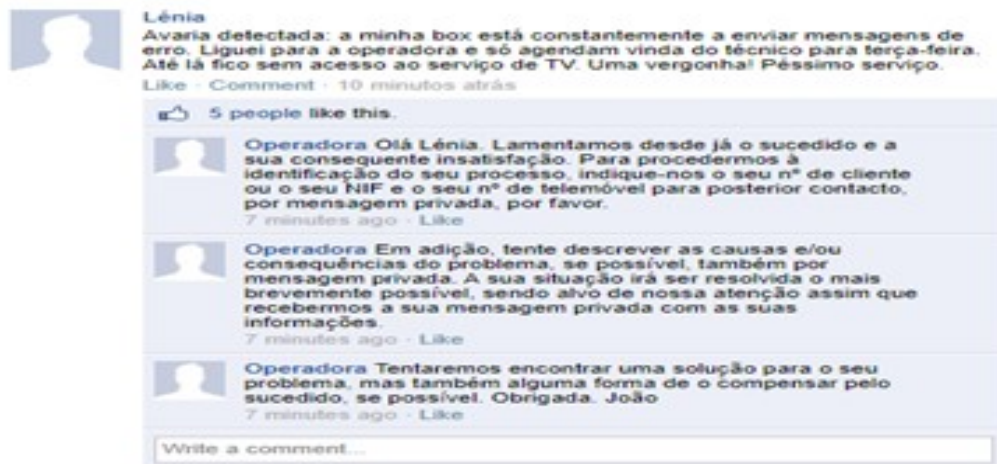 Lénia
Avaria detectada: a minha box está constantemente a enviar mensagens de
erro. Liguei para a operadora e só agendam vinda do técnico para terça-feira.
Até lá fico sem acesso ao serviço de TV. Uma vergonha! Péssimo serviço.
Like · Comment · 10 minutos atrás
5 people like this.
Operadora Olá Lénia. Lamentamos desde já o sucedido e a
sua consequente insatisfação. Para procedermos à
identificação do seu processo, indique-nos o seu nº de cliente
ou o seu NIF e o seu nº de telemóvel para posterior contacto,
por mensagem privada, por favor.
7 minutes ago · Like
Operadora Em adição, tente descrever as causas e/ou
consequências do problema, se possível, também por
mensagem privada. A sua situação irá ser resolvida o mais
brevemente possível, sendo alvo de nossa atenção assim que
recebermos a sua mensagem privada com as suas
informações.
7 minutes ago · Like
Operadora Tentaremos encontrar uma solução para o seu
problema, mas também alguma forma de o compensar pelo
sucedido, se possível. Obrigada. João
7 minutes ago · Like
Write a comment...